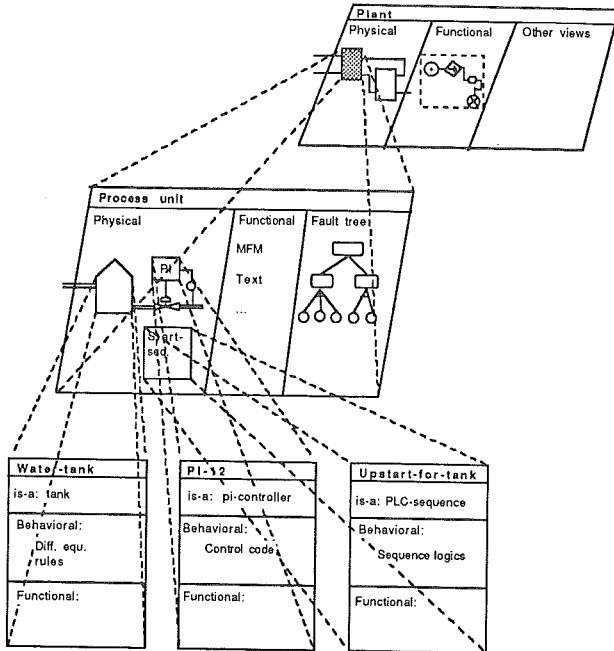 Plant
Physical
Functional
Other views
Process unit
Physical
Functional
Fault tree
MFM
Text
...
PI
Start-
sed.
Water-tank
is-a: tank
Behavioral:
Diff. equ.
rules
Functional:
PI-12
is-a: pi-controller
Behavioral:
Control code
Functional:
Upstart-for-tank
is-a: PLC-sequence
Behavioral:
Sequence logics
Functional: